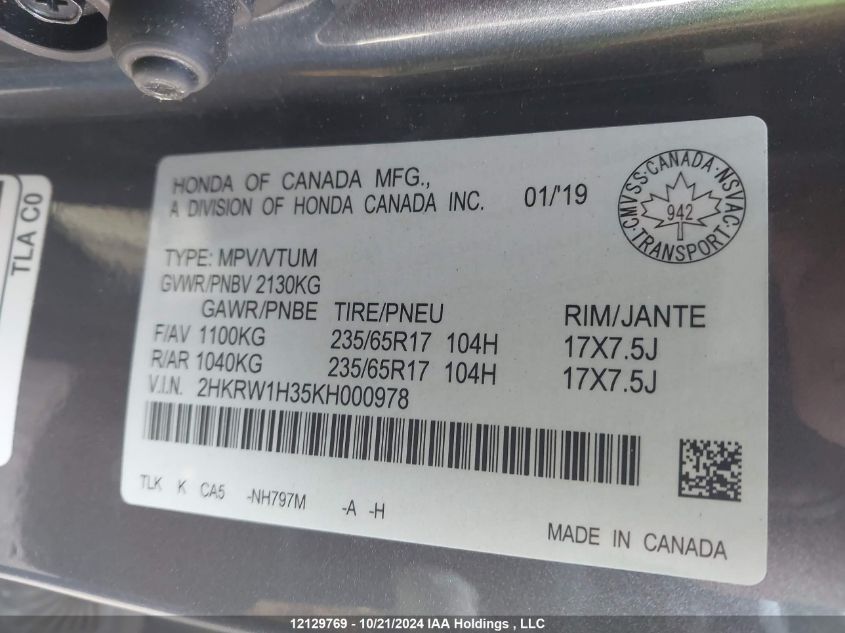 TLA C0
HONDA OF CANADA MFG.,
A DIVISION OF HONDA CANADA INC. 01/'19
CMVSS·CANADA·NSVAC
942
TRANSPORT
TYPE: MPV/VTUM
GVWR/PNBV 2130KG
GAWR/PNBE TIRE/PNEU RIM/JANTE
F/AV 1100KG 235/65R17 104H 17X7.5J
R/AR 1040KG 235/65R17 104H 17X7.5J
V.I.N. 2HKRW1H35KH000978
TLK K CA5 -NH797M -A -H
MADE IN CANADA
12129769 - 10/21/2024 IAA Holdings , LLC